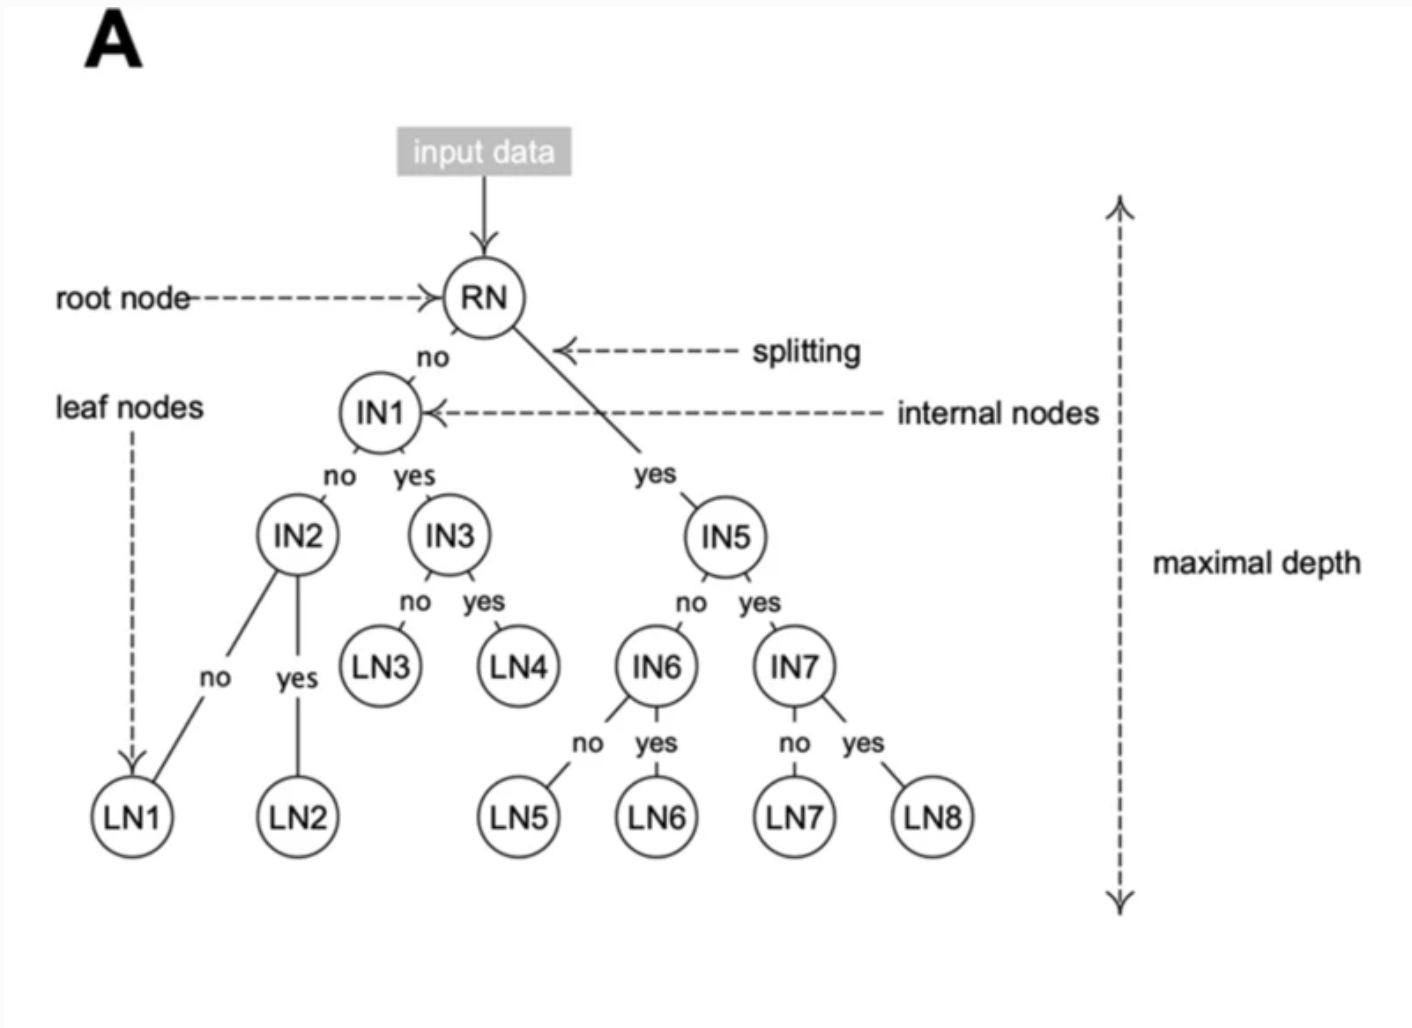 A
input data
root node
RN
splitting
no
leaf nodes
IN1
internal nodes
no
yes
yes
IN2
IN3
IN5
maximal depth
no
yes
no
yes
LN3
LN4
IN6
IN7
no
yes
no
yes
no
yes
LN1
LN2
LN5
LN6
LN7
LN8